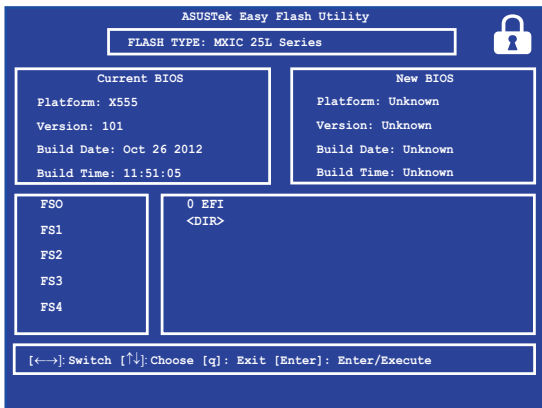 ASUSTek Easy Flash Utility
FLASH TYPE: MXIC 25L Series
Current BIOS
Platform: X555
Version: 101
Build Date: Oct 26 2012
Build Time: 11:51:05
New BIOS
Platform: Unknown
Version: Unknown
Build Date: Unknown
Build Time: Unknown
FSO
FS1
FS2
FS3
FS4
0 EFI
<DIR>
[←→]: Switch [↑↓]: Choose [q]: Exit [Enter]: Enter/Execute